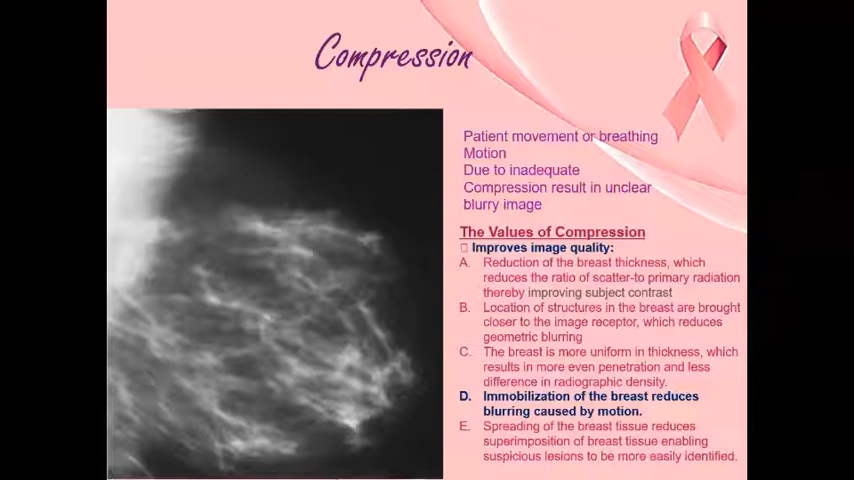 Compression
Patient movement or breathing
Motion
Due to inadequate
Compression result in unclear
blurry image
The Values of Compression
Improves image quality:
A. Reduction of the breast thickness, which
reduces the ratio of scatter-to primary radiation
thereby improving subject contrast
B. Location of structures in the breast are brought
closer to the image receptor, which reduces
geometric blurring
C. The breast is more uniform in thickness, which
results in more even penetration and less
difference in radiographic density.
D. Immobilization of the breast reduces
blurring caused by motion.
E. Spreading of the breast tissue reduces
superimposition of breast tissue enabling
suspicious lesions to be more easily identified.